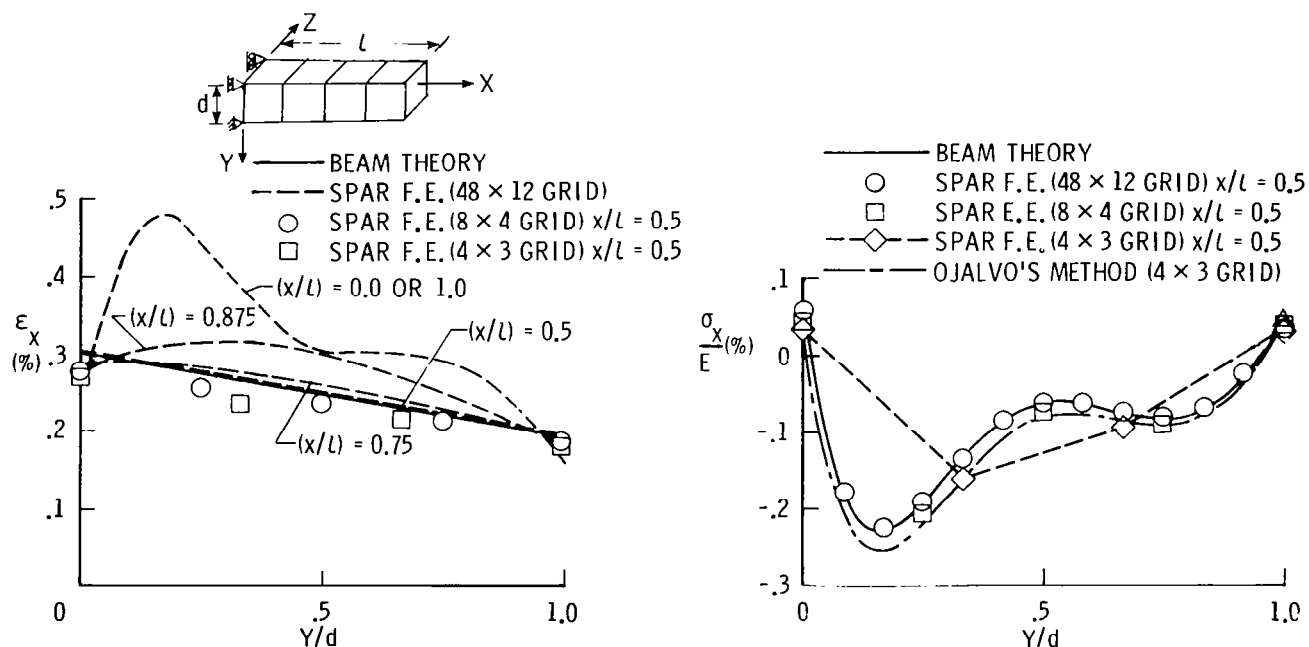 Z
l
X
d
Y
BEAM THEORY
SPAR F.E. (48 × 12 GRID)
SPAR F.E. (8 × 4 GRID) x/l = 0.5
SPAR F.E. (4 × 3 GRID) x/l = 0.5
.5
.4
.3
.2
.1
εx
(%)
(x/l) = 0.0 OR 1.0
(x/l) = 0.875
(x/l) = 0.5
(x/l) = 0.75
0
.5
1.0
Y/d
BEAM THEORY
SPAR F.E. (48 × 12 GRID) x/l = 0.5
SPAR E.E. (8 × 4 GRID) x/l = 0.5
SPAR F.E. (4 × 3 GRID) x/l = 0.5
OJALVO'S METHOD (4 × 3 GRID)
.1
0
-.1
-.2
-.3
σx
E (%)
0
.5
1.0
Y/d